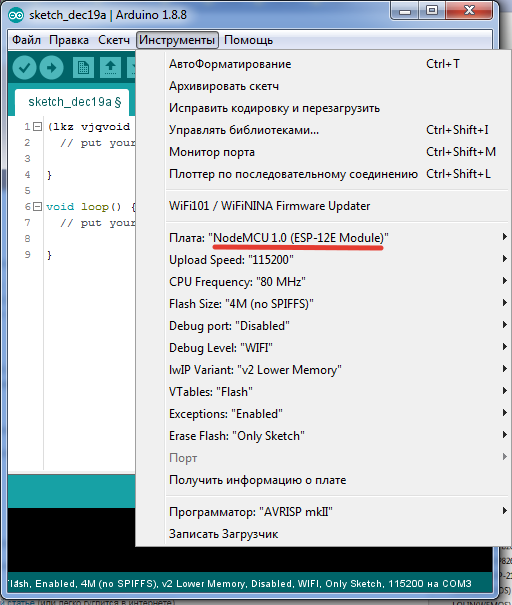 sketch_dec19a | Arduino 1.8.8
Файл Правка Скетч Инструменты Помощь
sketch_dec19a §
АвтоФорматирование Ctrl+T
Архивировать скетч
Исправить кодировку и перезагрузить
Управлять библиотеками... Ctrl+Shift+I
Монитор порта Ctrl+Shift+M
Плоттер по последовательному соединению Ctrl+Shift+L
WiFi101 / WiFiNINA Firmware Updater
Плата: "NodeMCU 1.0 (ESP-12E Module)"
Upload Speed: "115200"
CPU Frequency: "80 MHz"
Flash Size: "4M (no SPIFFS)"
Debug port: "Disabled"
Debug Level: "WIFI"
lwIP Variant: "v2 Lower Memory"
VTables: "Flash"
Exceptions: "Enabled"
Erase Flash: "Only Sketch"
Порт
Получить информацию о плате
Программатор: "AVRISP mkII"
Записать Загрузчик
1 (lkz vjqvoid
2 // put your
3
4 }
5
6 void loop() {
7 // put your
8
9 }
Flash, Enabled, 4M (no SPIFFS), v2 Lower Memory, Disabled, WIFI, Only Sketch, 115200 на COM3